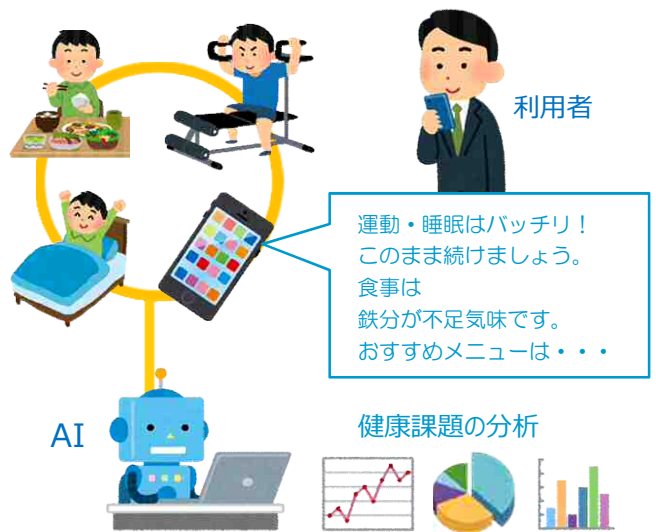 利用者
運動・睡眠はバッチリ！
このまま続けましょう。
食事は
鉄分が不足気味です。
おすすめメニューは・・・
AI
健康課題の分析